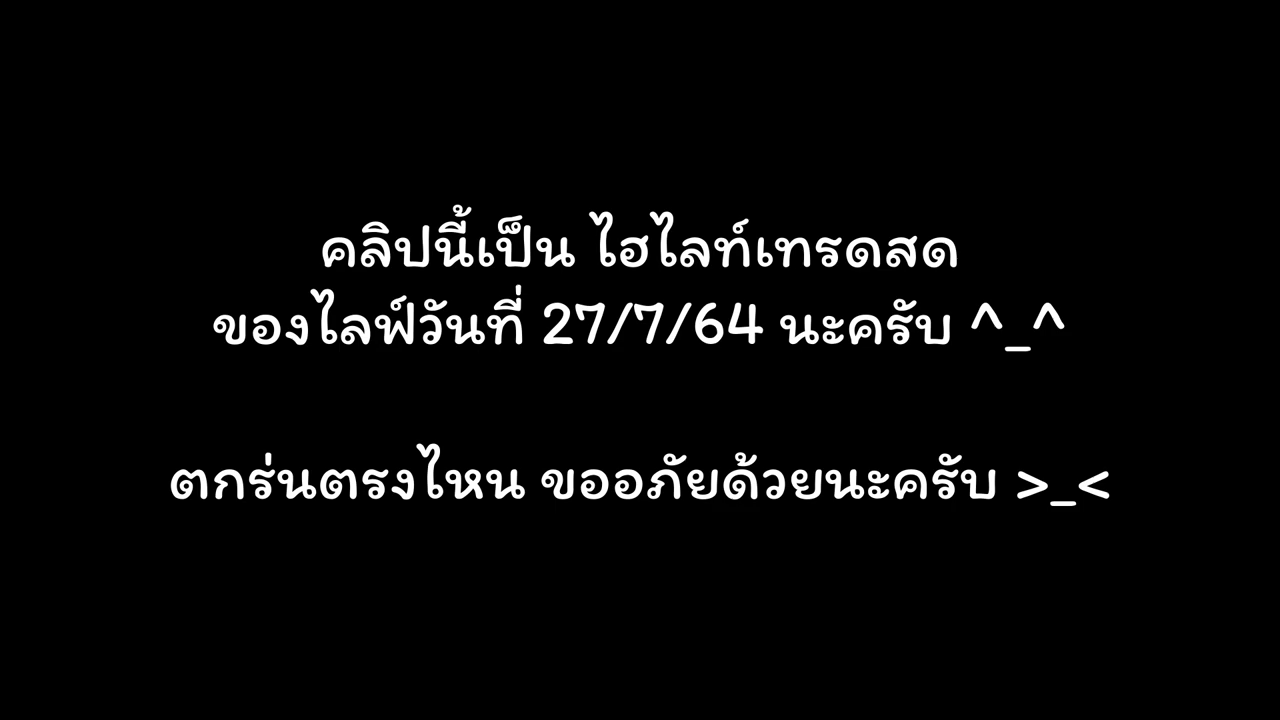 คลิปนี้เป็น ไฮไลท์เทรดสด
ของไลฟ์วันที่ 27/7/64 นะครับ ^_^
ตกร่นตรงไหน ขออภัยด้วยนะครับ >_<